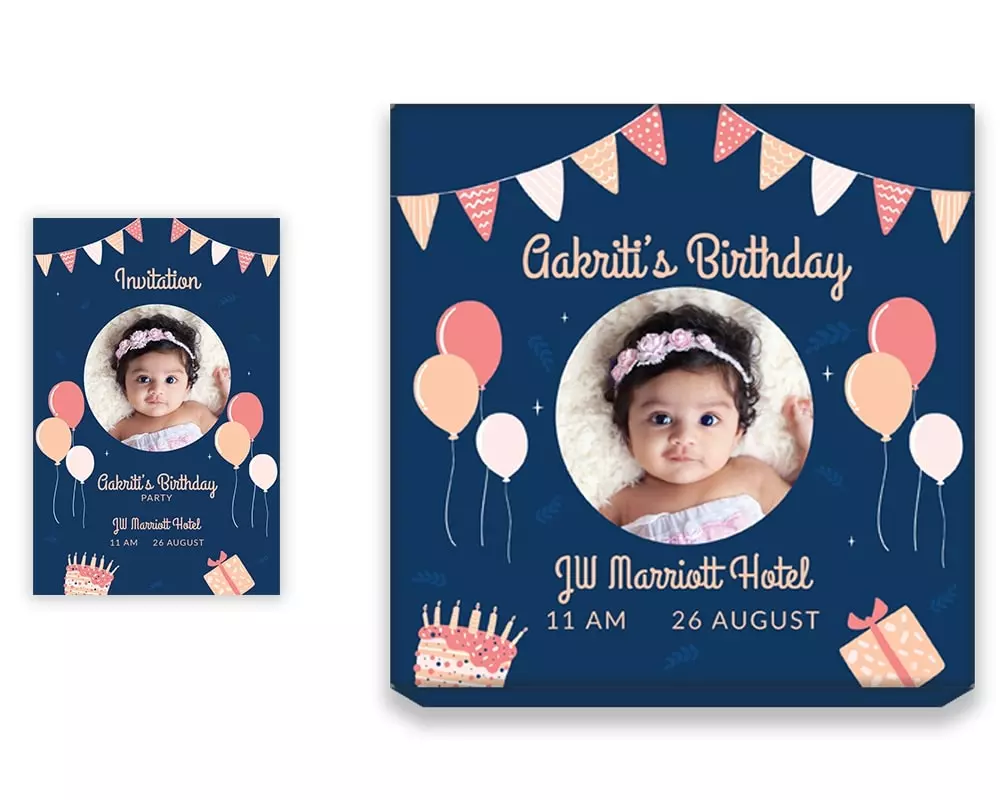 Invitation
Aakriti's Birthday
PARTY
JW Marriott Hotel
11 AM 26 AUGUST
Aakriti's Birthday
JW Marriott Hotel
11 AM 26 AUGUST